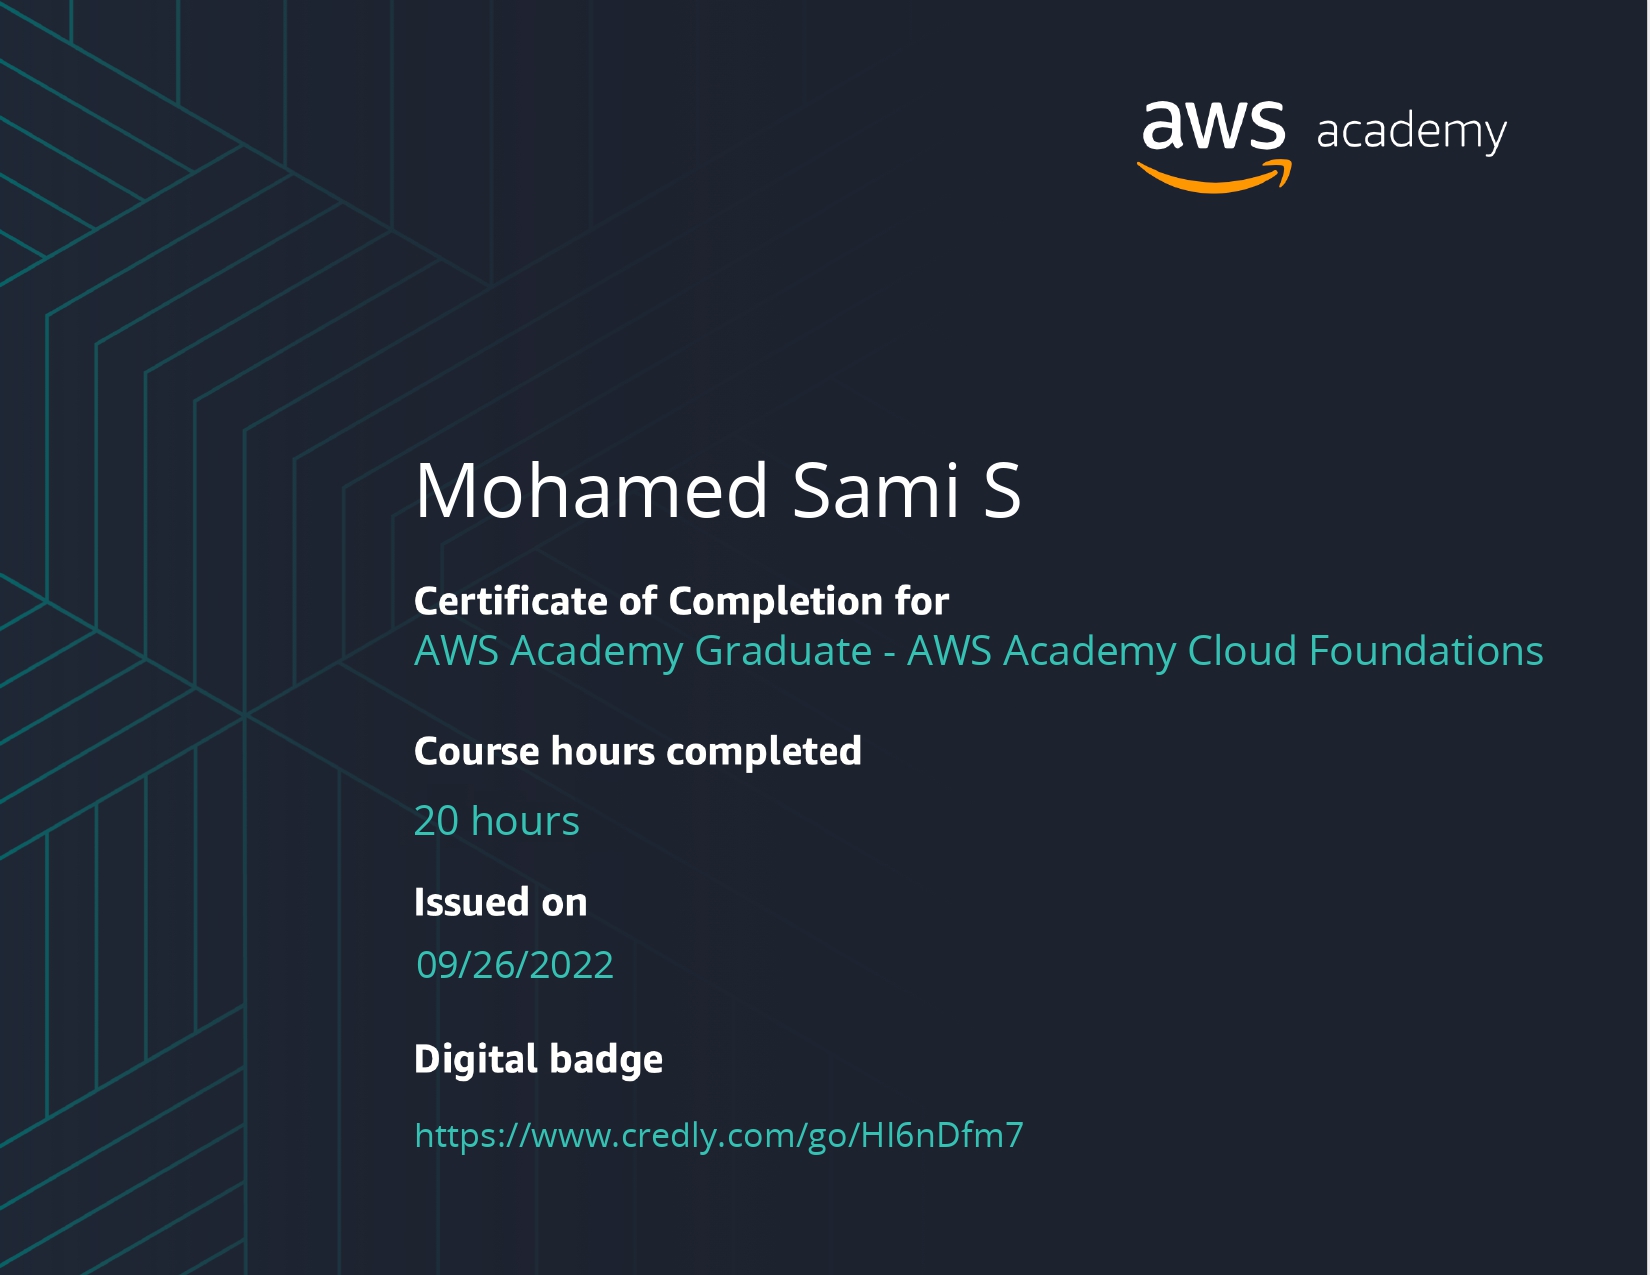 aws academy
Mohamed Sami S
Certificate of Completion for
AWS Academy Graduate - AWS Academy Cloud Foundations
Course hours completed
20 hours
Issued on
09/26/2022
Digital badge
https://www.credly.com/go/HI6nDfm7